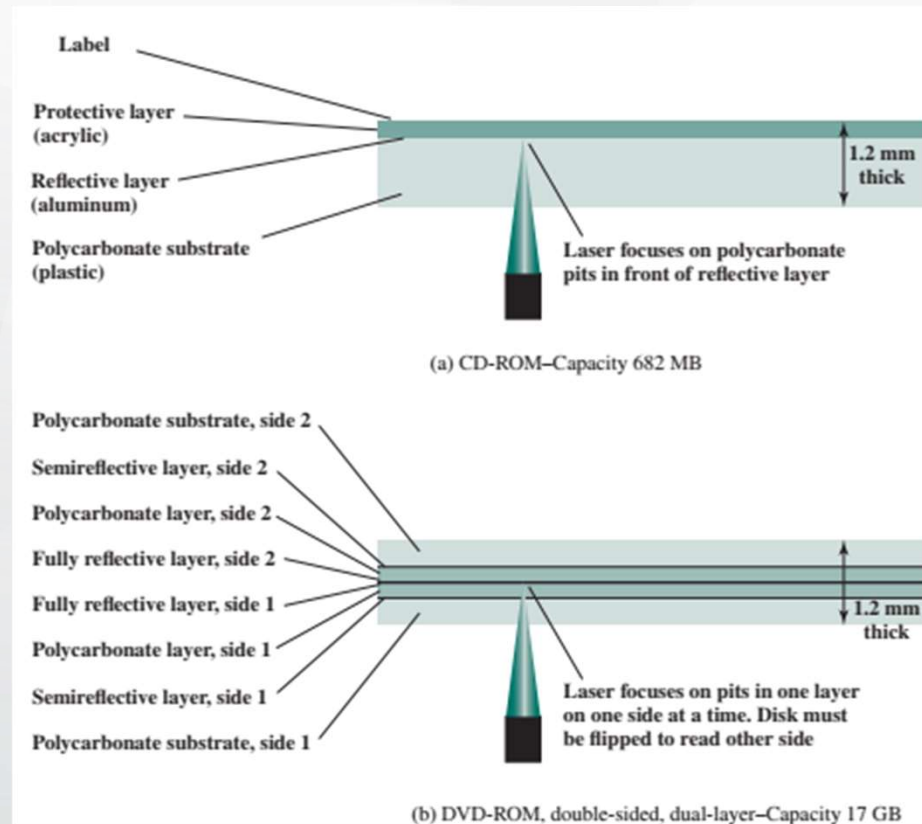 Label
Protective layer
(acrylic)
Reflective layer
(aluminum)
Polycarbonate substrate
(plastic)
1.2 mm
thick
Laser focuses on polycarbonate
pits in front of reflective layer
(a) CD-ROM–Capacity 682 MB
Polycarbonate substrate, side 2
Semireflective layer, side 2
Polycarbonate layer, side 2
Fully reflective layer, side 2
Fully reflective layer, side 1
Polycarbonate layer, side 1
Semireflective layer, side 1
Polycarbonate substrate, side 1
1.2 mm
thick
Laser focuses on pits in one layer
on one side at a time. Disk must
be flipped to read other side
(b) DVD-ROM, double-sided, dual-layer–Capacity 17 GB